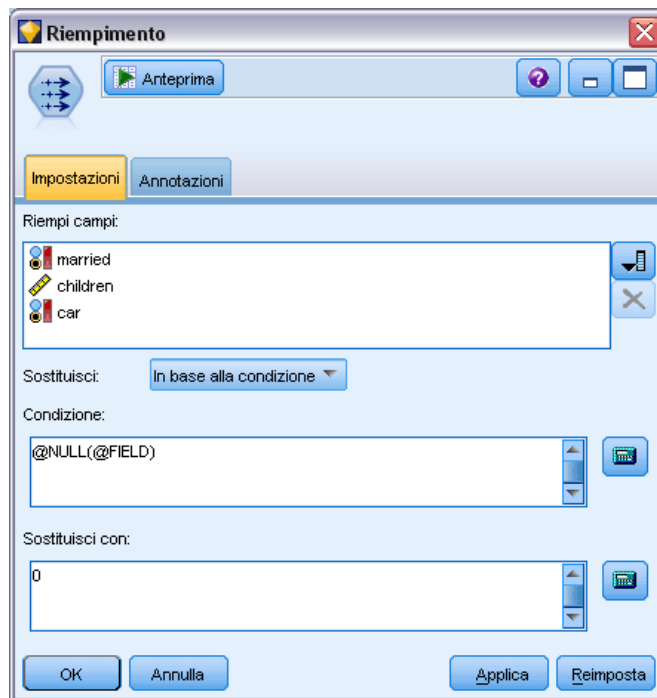 Riempimento
Anteprima
Impostazioni
Annotazioni
Riempi campi:
married
children
car
Sostituisci:
In base alla condizione
Condizione:
@NULL(@FIELD)
Sostituisci con:
0
OK
Annulla
Applica
Reimposta